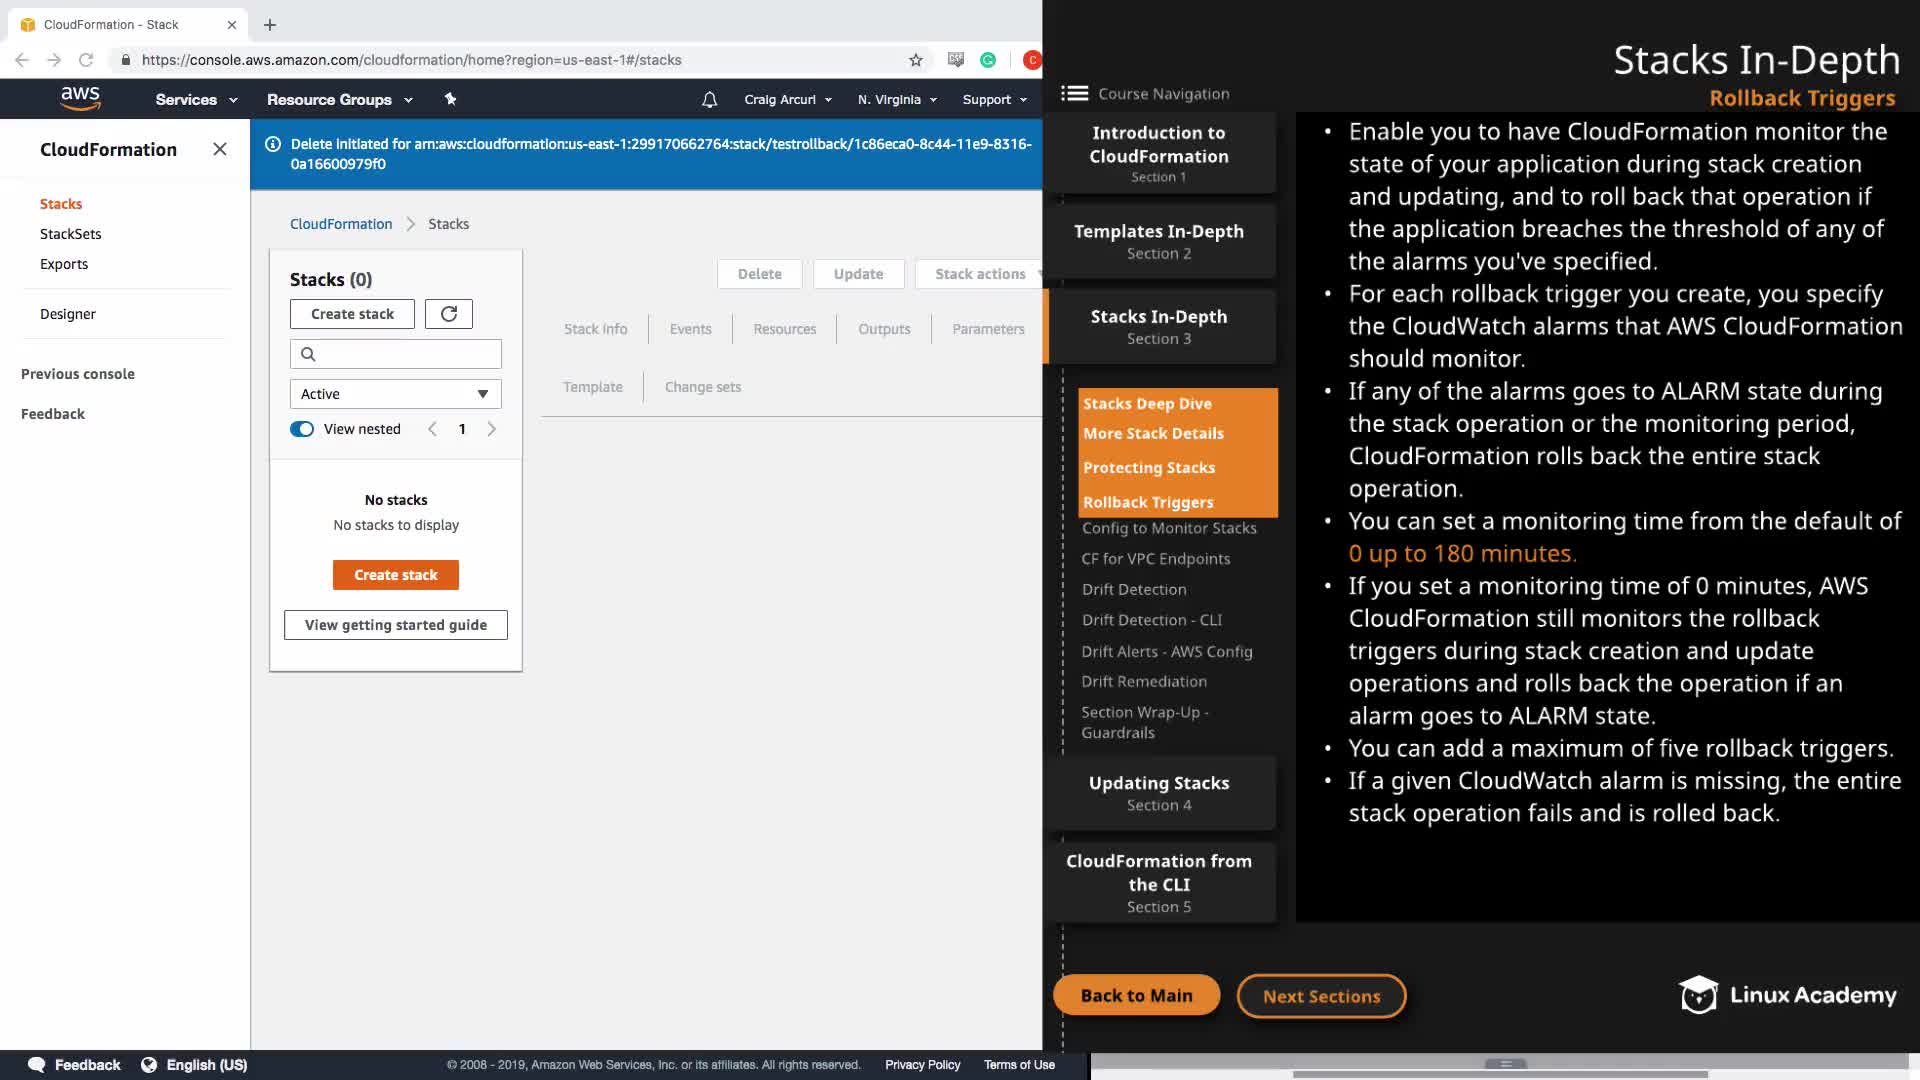 CloudFormation - Stack
https://console.aws.amazon.com/cloudformation/home?region=us-east-1#/stacks
C
aws
Services
Resource Groups
Craig Arcurl
N. Virginia
Support
CloudFormation
Stacks
StackSets
Exports
Designer
Previous console
Feedback
Delete initiated for arn:aws:cloudformation:us-east-1:299170662764:stack/testrollback/1c86eca0-8c44-11e9-8316-
0a16600979f0
CloudFormation
Stacks
Stacks (0)
Create stack
Active
View nested
1
No stacks
No stacks to display
Create stack
View getting started guide
Delete
Update
Stack actions
Stack info
Events
Resources
Outputs
Parameters
Template
Change sets
Feedback
English (US)
© 2008 - 2019, Amazon Web Services, Inc. or its affiliates. All rights reserved.
Privacy Policy
Terms of Use
Stacks In-Depth
Rollback Triggers
Course Navigation
Introduction to
CloudFormation
Section 1
Templates In-Depth
Section 2
Stacks In-Depth
Section 3
Stacks Deep Dive
More Stack Details
Protecting Stacks
Rollback Triggers
Config to Monitor Stacks
CF for VPC Endpoints
Drift Detection
Drift Detection - CLI
Drift Alerts - AWS Config
Drift Remediation
Section Wrap-Up -
Guardrails
Updating Stacks
Section 4
CloudFormation from
the CLI
Section 5
• Enable you to have CloudFormation monitor the
state of your application during stack creation
and updating, and to roll back that operation if
the application breaches the threshold of any of
the alarms you've specified.
• For each rollback trigger you create, you specify
the CloudWatch alarms that AWS CloudFormation
should monitor.
• If any of the alarms goes to ALARM state during
the stack operation or the monitoring period,
CloudFormation rolls back the entire stack
operation.
• You can set a monitoring time from the default of
0 up to 180 minutes.
• If you set a monitoring time of 0 minutes, AWS
CloudFormation still monitors the rollback
triggers during stack creation and update
operations and rolls back the operation if an
alarm goes to ALARM state.
• You can add a maximum of five rollback triggers.
• If a given CloudWatch alarm is missing, the entire
stack operation fails and is rolled back.
Back to Main
Next Sections
Linux Academy